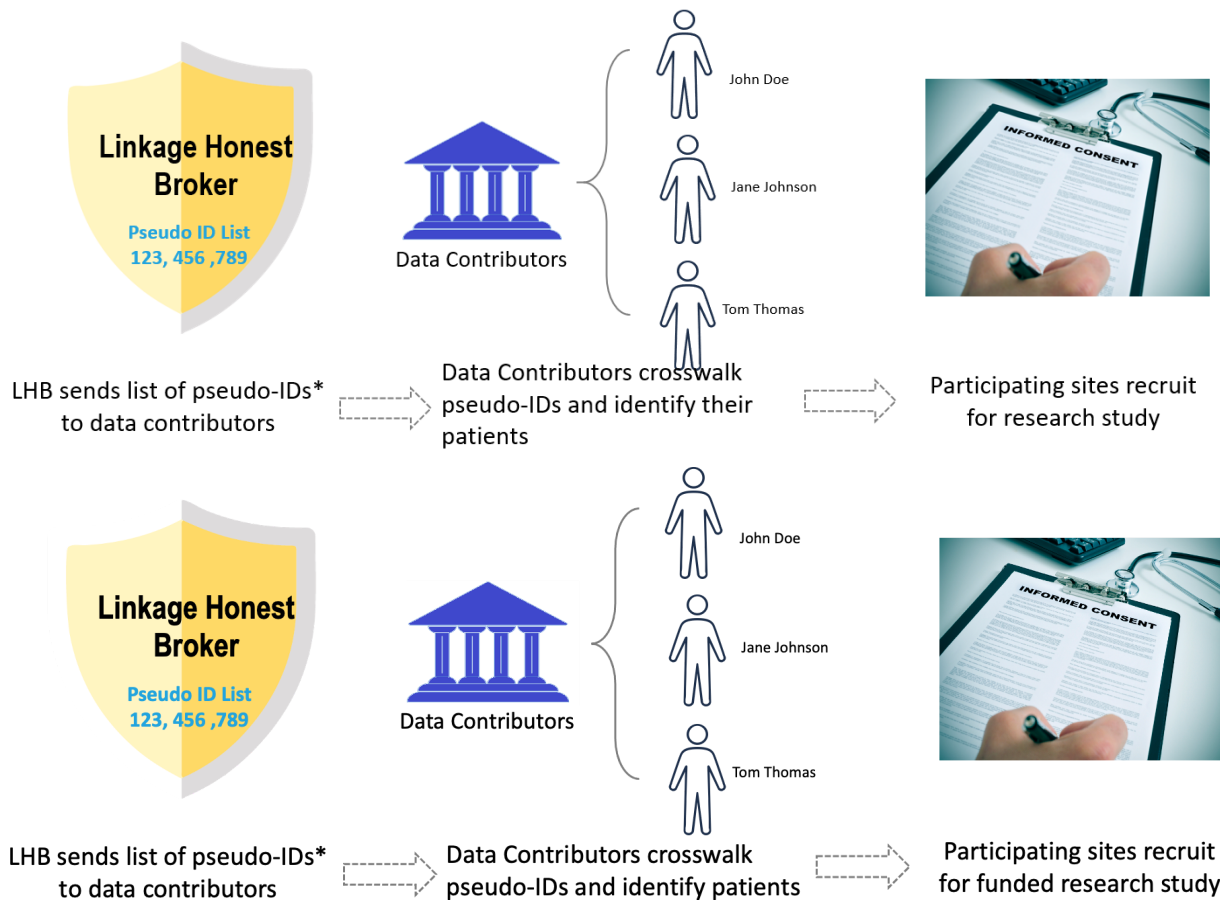 Linkage Honest
Broker
Pseudo ID List
123, 456 ,789
Data Contributors
John Doe
Jane Johnson
Tom Thomas
INFORMED CONSENT
LHB sends list of pseudo-IDs*
to data contributors
Data Contributors crosswalk
pseudo-IDs and identify their
patients
Participating sites recruit
for research study
Linkage Honest
Broker
Pseudo ID List
123, 456 ,789
Data Contributors
John Doe
Jane Johnson
Tom Thomas
INFORMED CONSENT
LHB sends list of pseudo-IDs*
to data contributors
Data Contributors crosswalk
pseudo-IDs and identify patients
Participating sites recruit
for funded research study